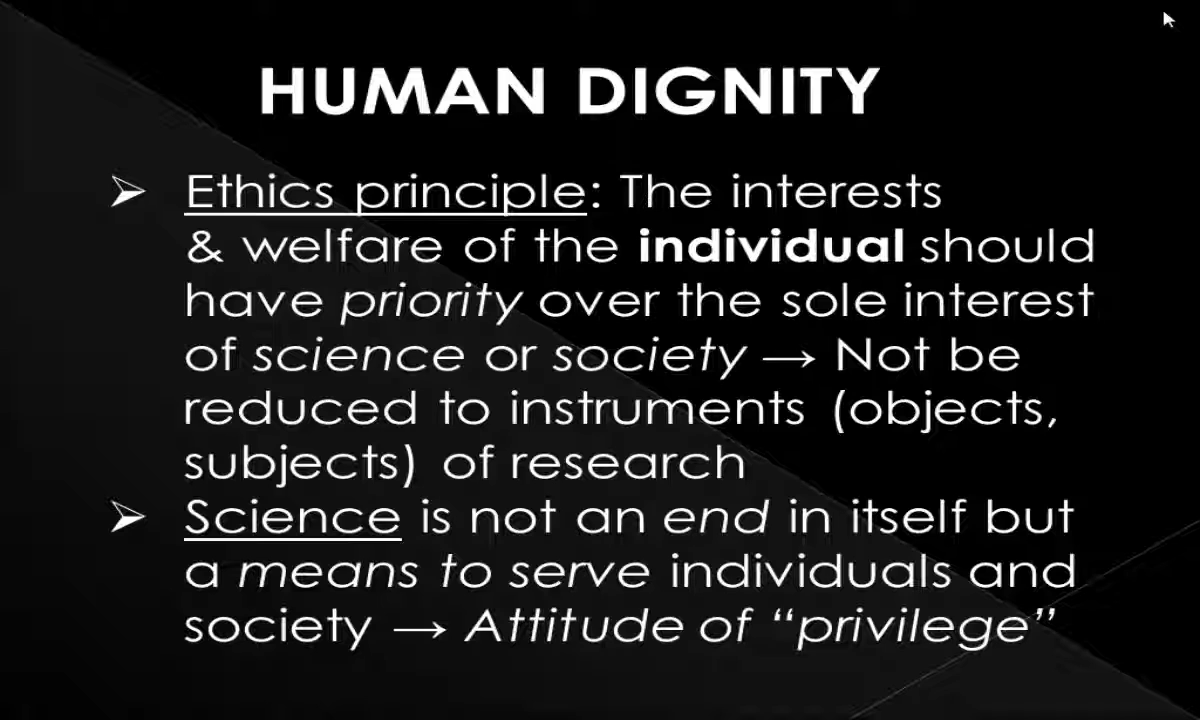 HUMAN DIGNITY
➢ Ethics principle: The interests
& welfare of the individual should
have priority over the sole interest
of science or society → Not be
reduced to instruments (objects,
subjects) of research
➢ Science is not an end in itself but
a means to serve individuals and
society → Attitude of “privilege”